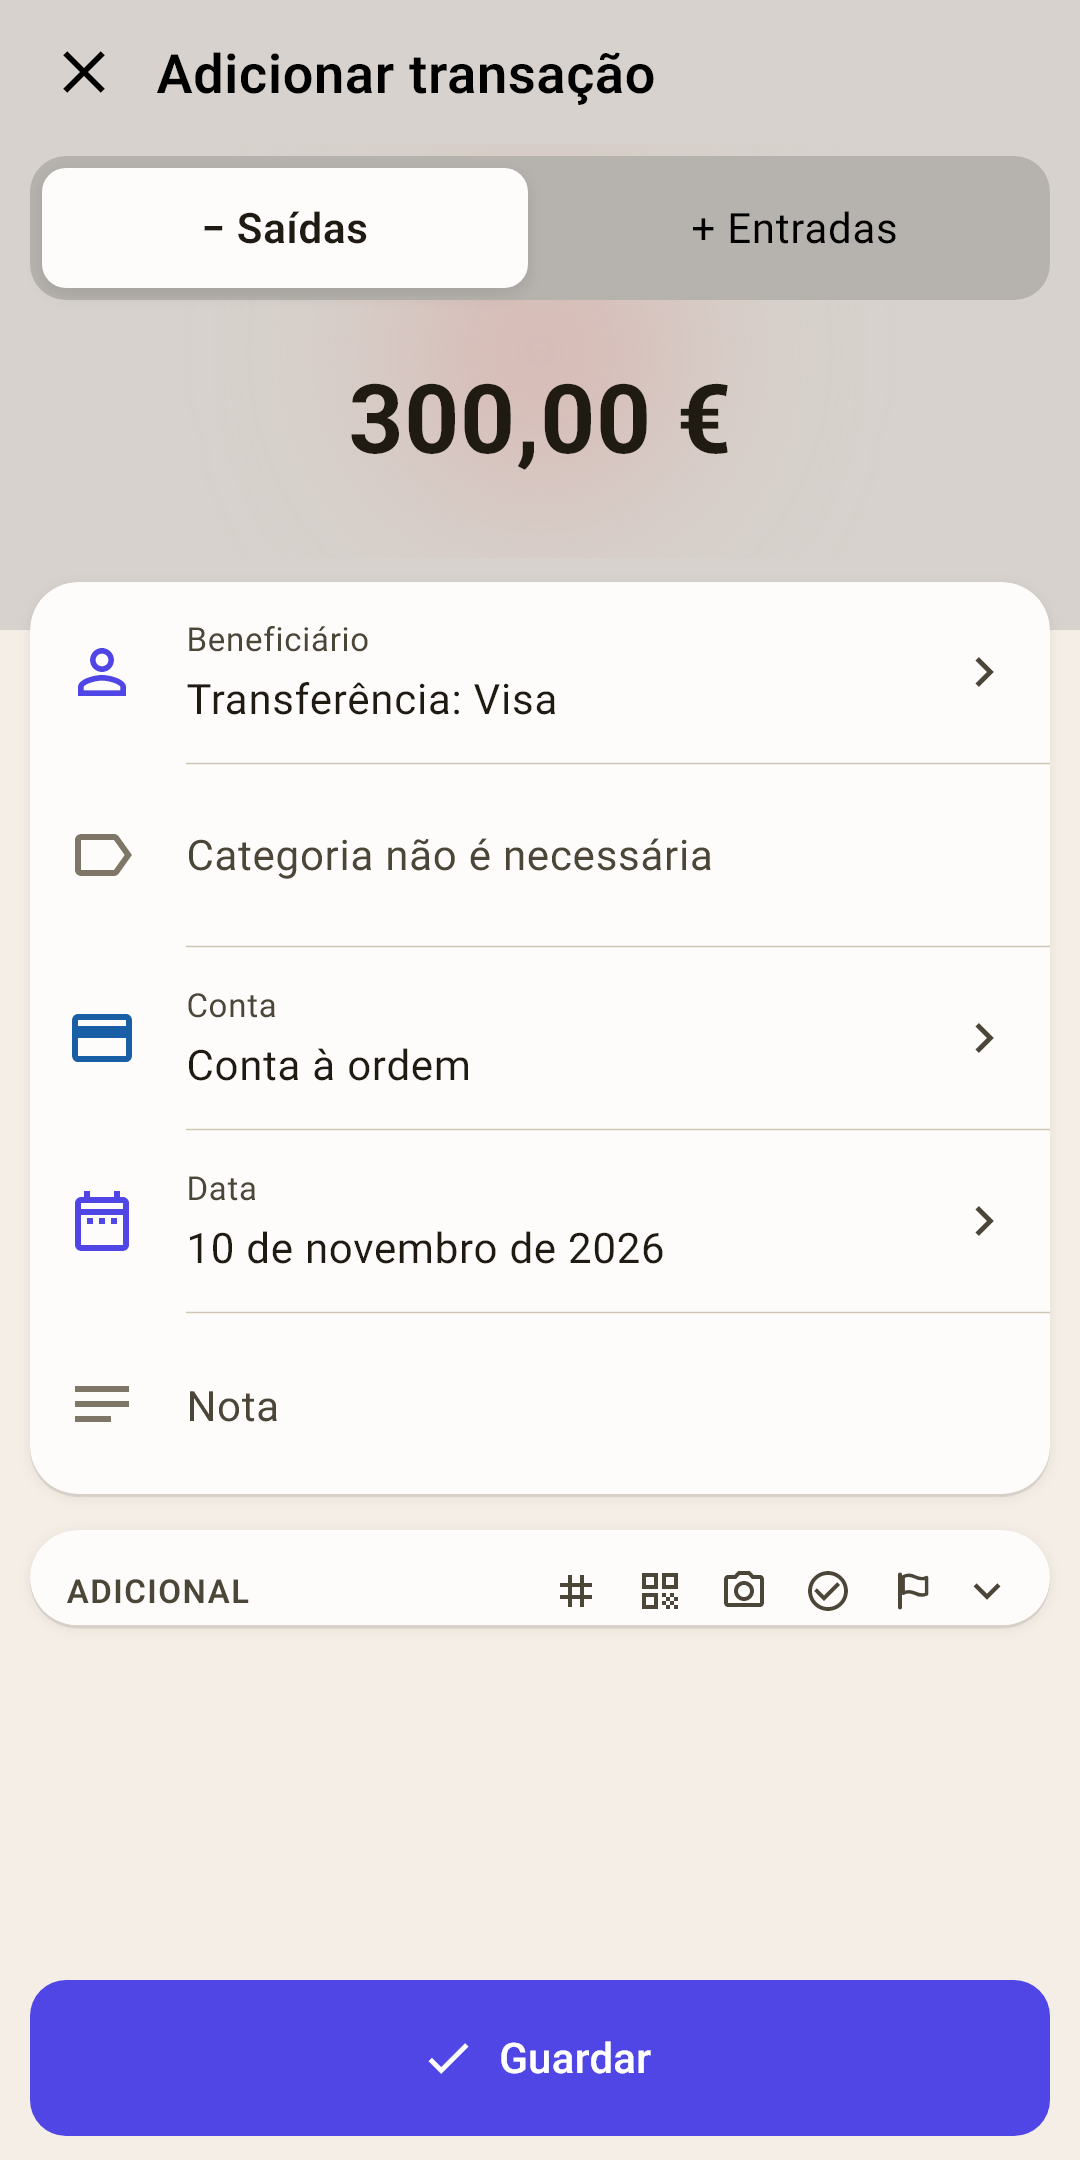 Adicionar transação
− Saídas
+ Entradas
300,00 €
Beneficiário
Transferência: Visa
Categoria não é necessária
Conta
Conta à ordem
Data
10 de novembro de 2026
Nota
ADICIONAL
Guardar